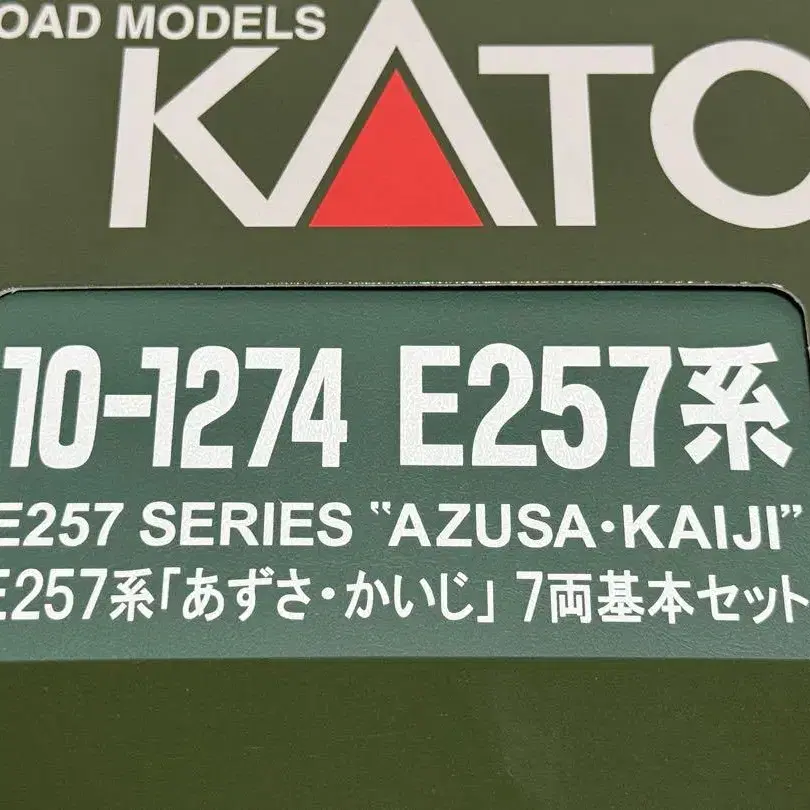 OAD MODELS
KATO
10-1274 E257系
E257 SERIES “AZUSA・KAIJI”
E257系「あずさ・かいじ」 7両基本セット